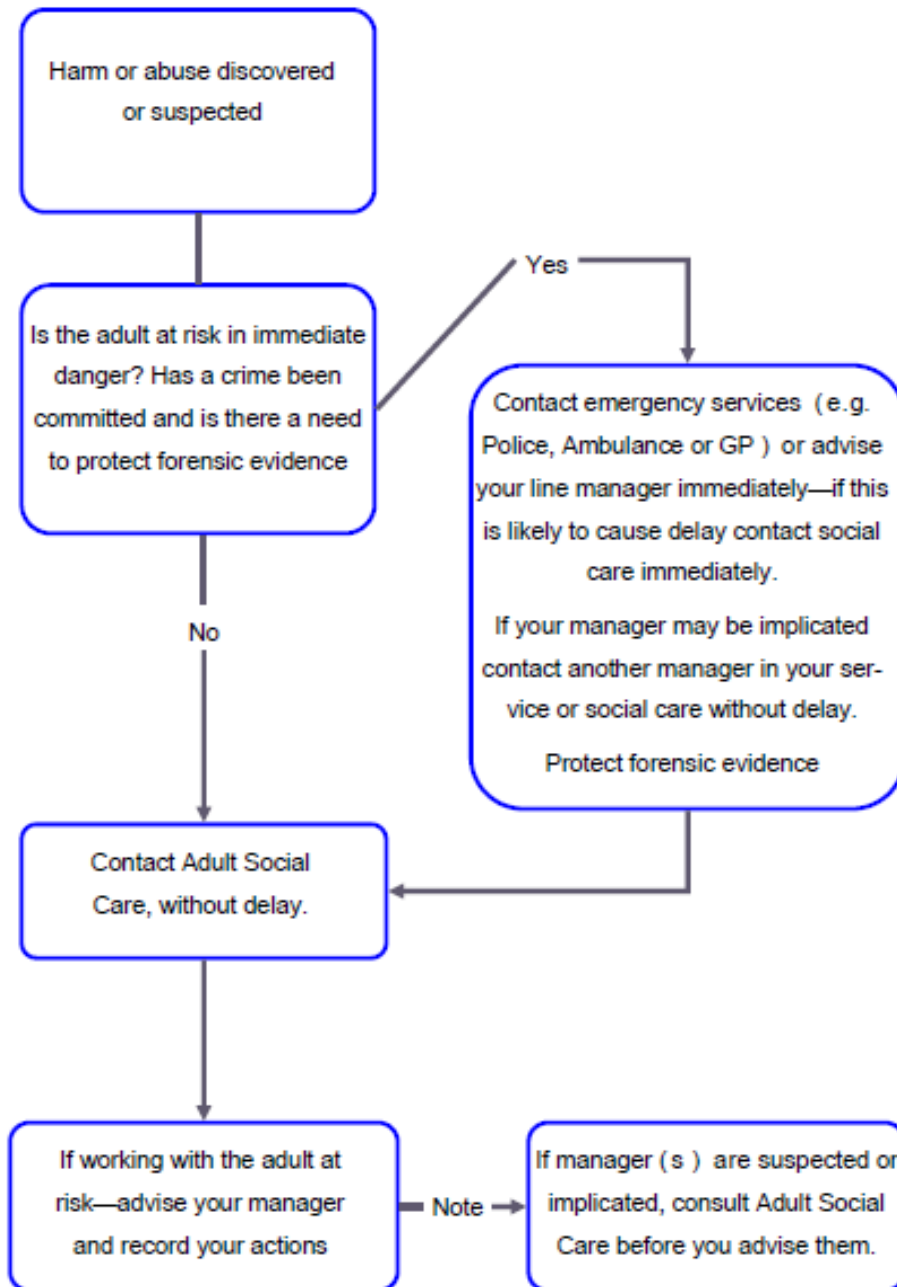 Harm or abuse discovered
or suspected
Yes
Is the adult at risk in immediate
danger? Has a crime been
committed and is there a need
to protect forensic evidence
Contact emergency services (e.g.
Police, Ambulance or GP ) or advise
your line manager immediately—if this
is likely to cause delay contact social
care immediately.
If your manager may be implicated
contact another manager in your ser-
vice or social care without delay.
Protect forensic evidence
No
Contact Adult Social
Care, without delay.
If working with the adult at
risk—advise your manager
and record your actions
Note
If manager (s ) are suspected or
implicated, consult Adult Social
Care before you advise them.